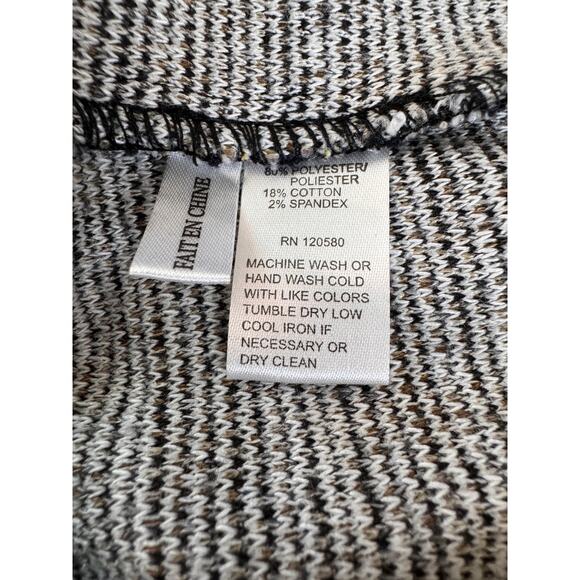 FAIT EN CHINE
80% POLYESTER/
POLIESTER
18% COTTON
2% SPANDEX
RN 120580
MACHINE WASH OR
HAND WASH COLD
WITH LIKE COLORS
TUMBLE DRY LOW
COOL IRON IF
NECESSARY OR
DRY CLEAN